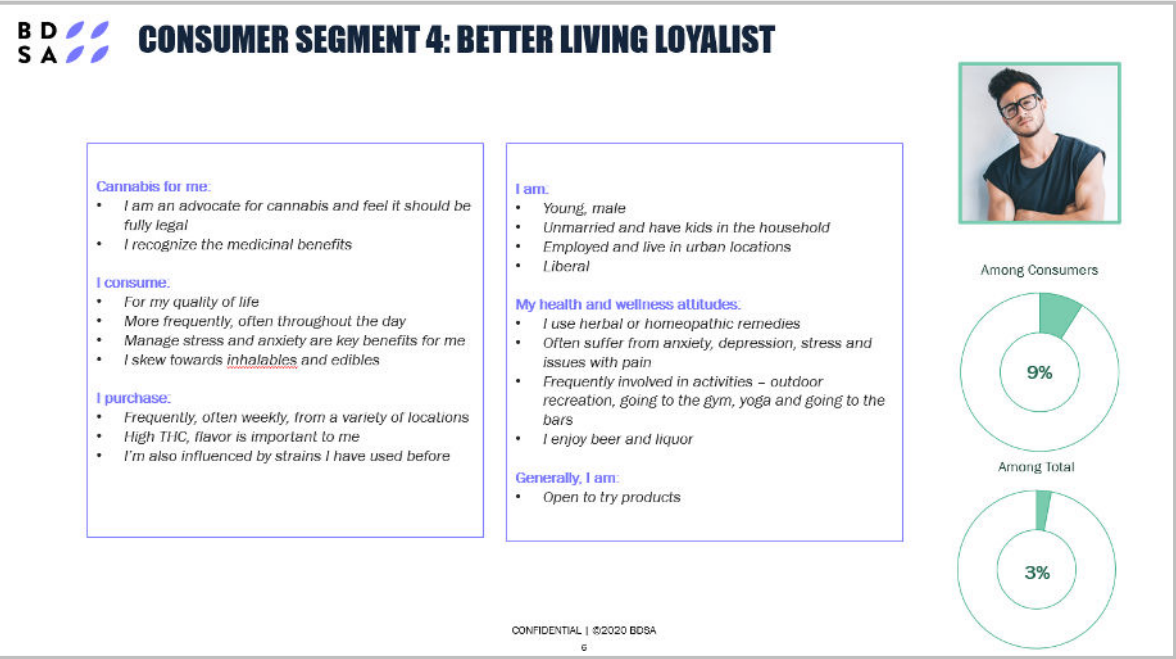 BD
SA
CONSUMER SEGMENT 4: BETTER LIVING LOYALIST
Cannabis for me:
• I am an advocate for cannabis and feel it should be
fully legal
• I recognize the medicinal benefits
I consume:
• For my quality of life
• More frequently, often throughout the day
• Manage stress and anxiety are key benefits for me
• I skew towards inhalables and edibles
I purchase:
• Frequently, often weekly, from a variety of locations
• High THC, flavor is important to me
• I'm also influenced by strains I have used before
I am:
• Young, male
• Unmarried and have kids in the household
• Employed and live in urban locations
• Liberal
My health and wellness attitudes:
• I use herbal or homeopathic remedies
• Often suffer from anxiety, depression, stress and
issues with pain
• Frequently involved in activities – outdoor
recreation, going to the gym, yoga and going to the
bars
• I enjoy beer and liquor
Generally, I am:
• Open to try products
Among Consumers
9%
Among Total
3%
CONFIDENTIAL | ©2020 BDSA
6